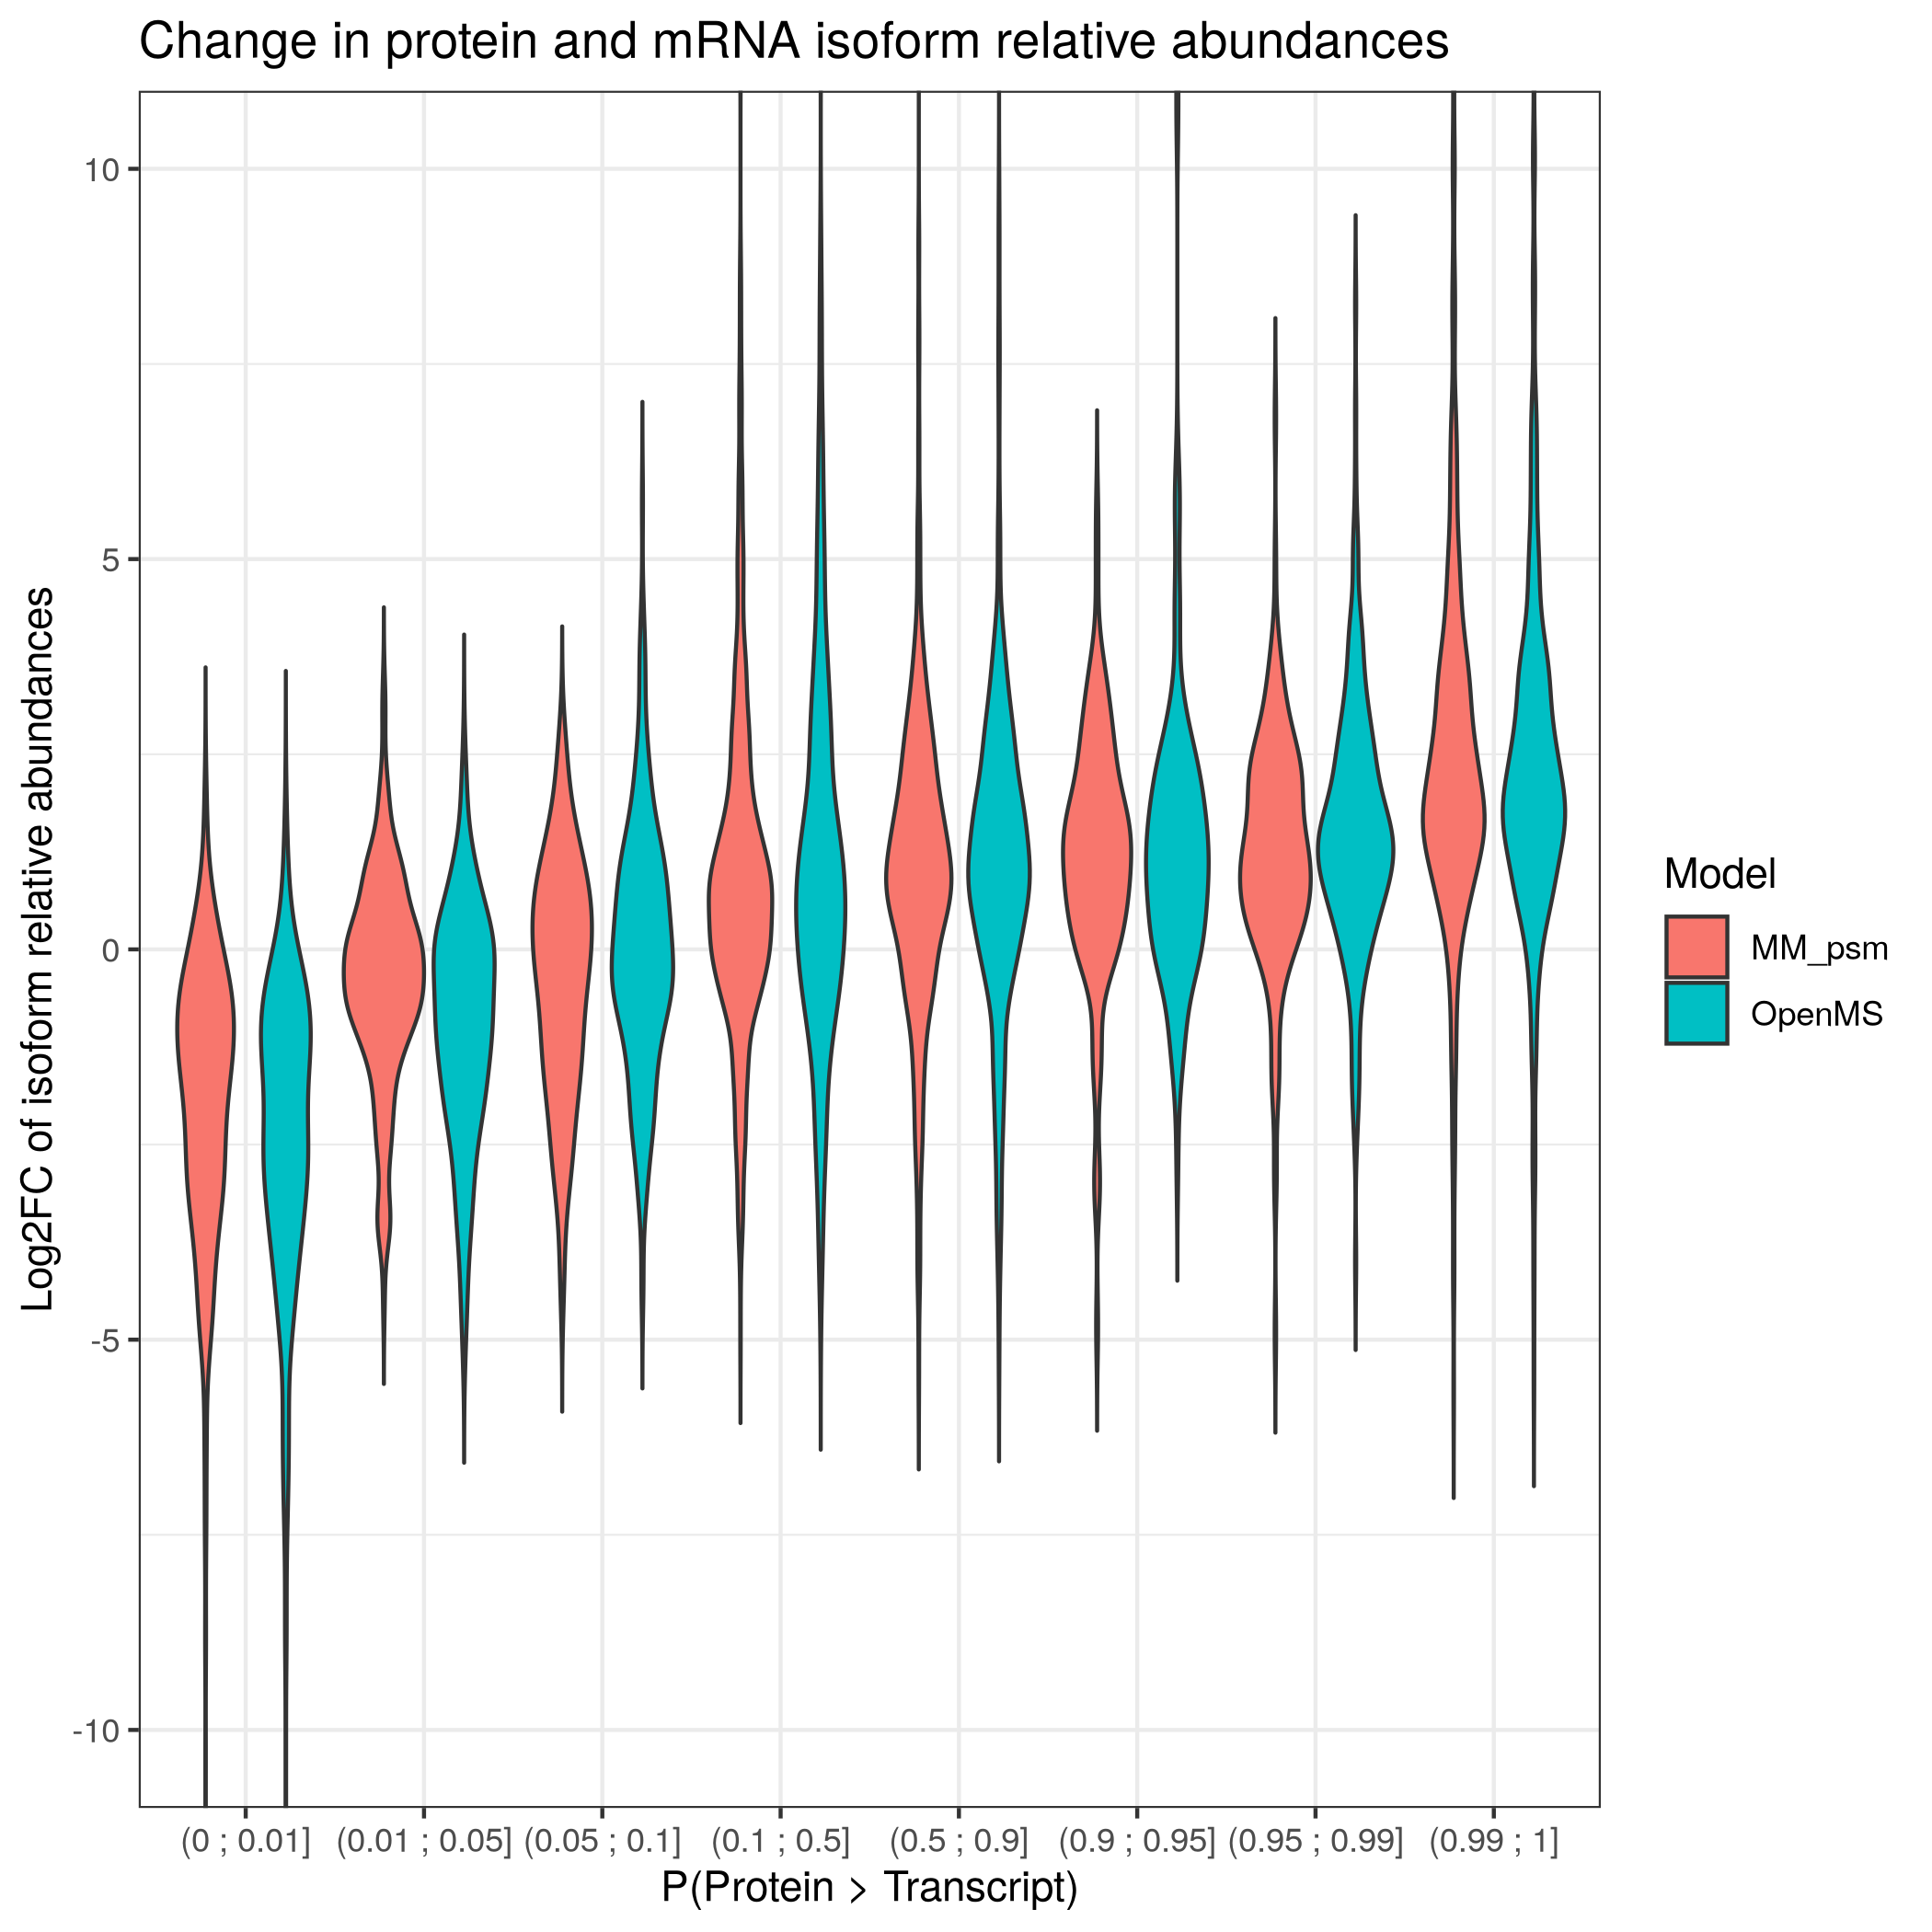 Change in protein and mRNA isoform relative abundances
Log2FC of isoform relative abundances
10
5
0
-5
-10
(0 ; 0.01] (0.01 ; 0.05] (0.05 ; 0.1] (0.1 ; 0.5] (0.5 ; 0.9] (0.9 ; 0.95] (0.95 ; 0.99] (0.99 ; 1]
P(Protein > Transcript)
Model
MM_psm
OpenMS